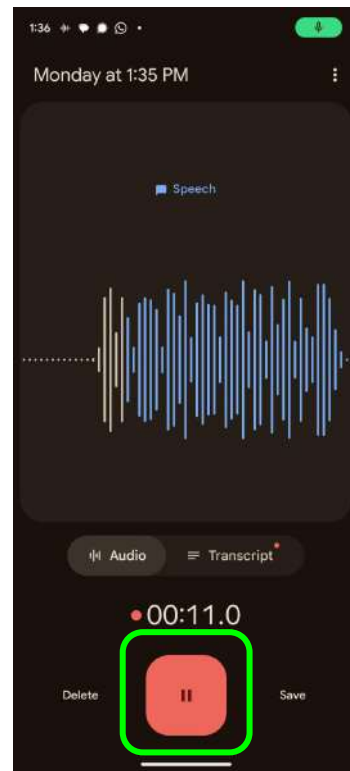 1:36
Monday at 1:35 PM
Speech
Audio
Transcript
00:11.0
Delete
Save